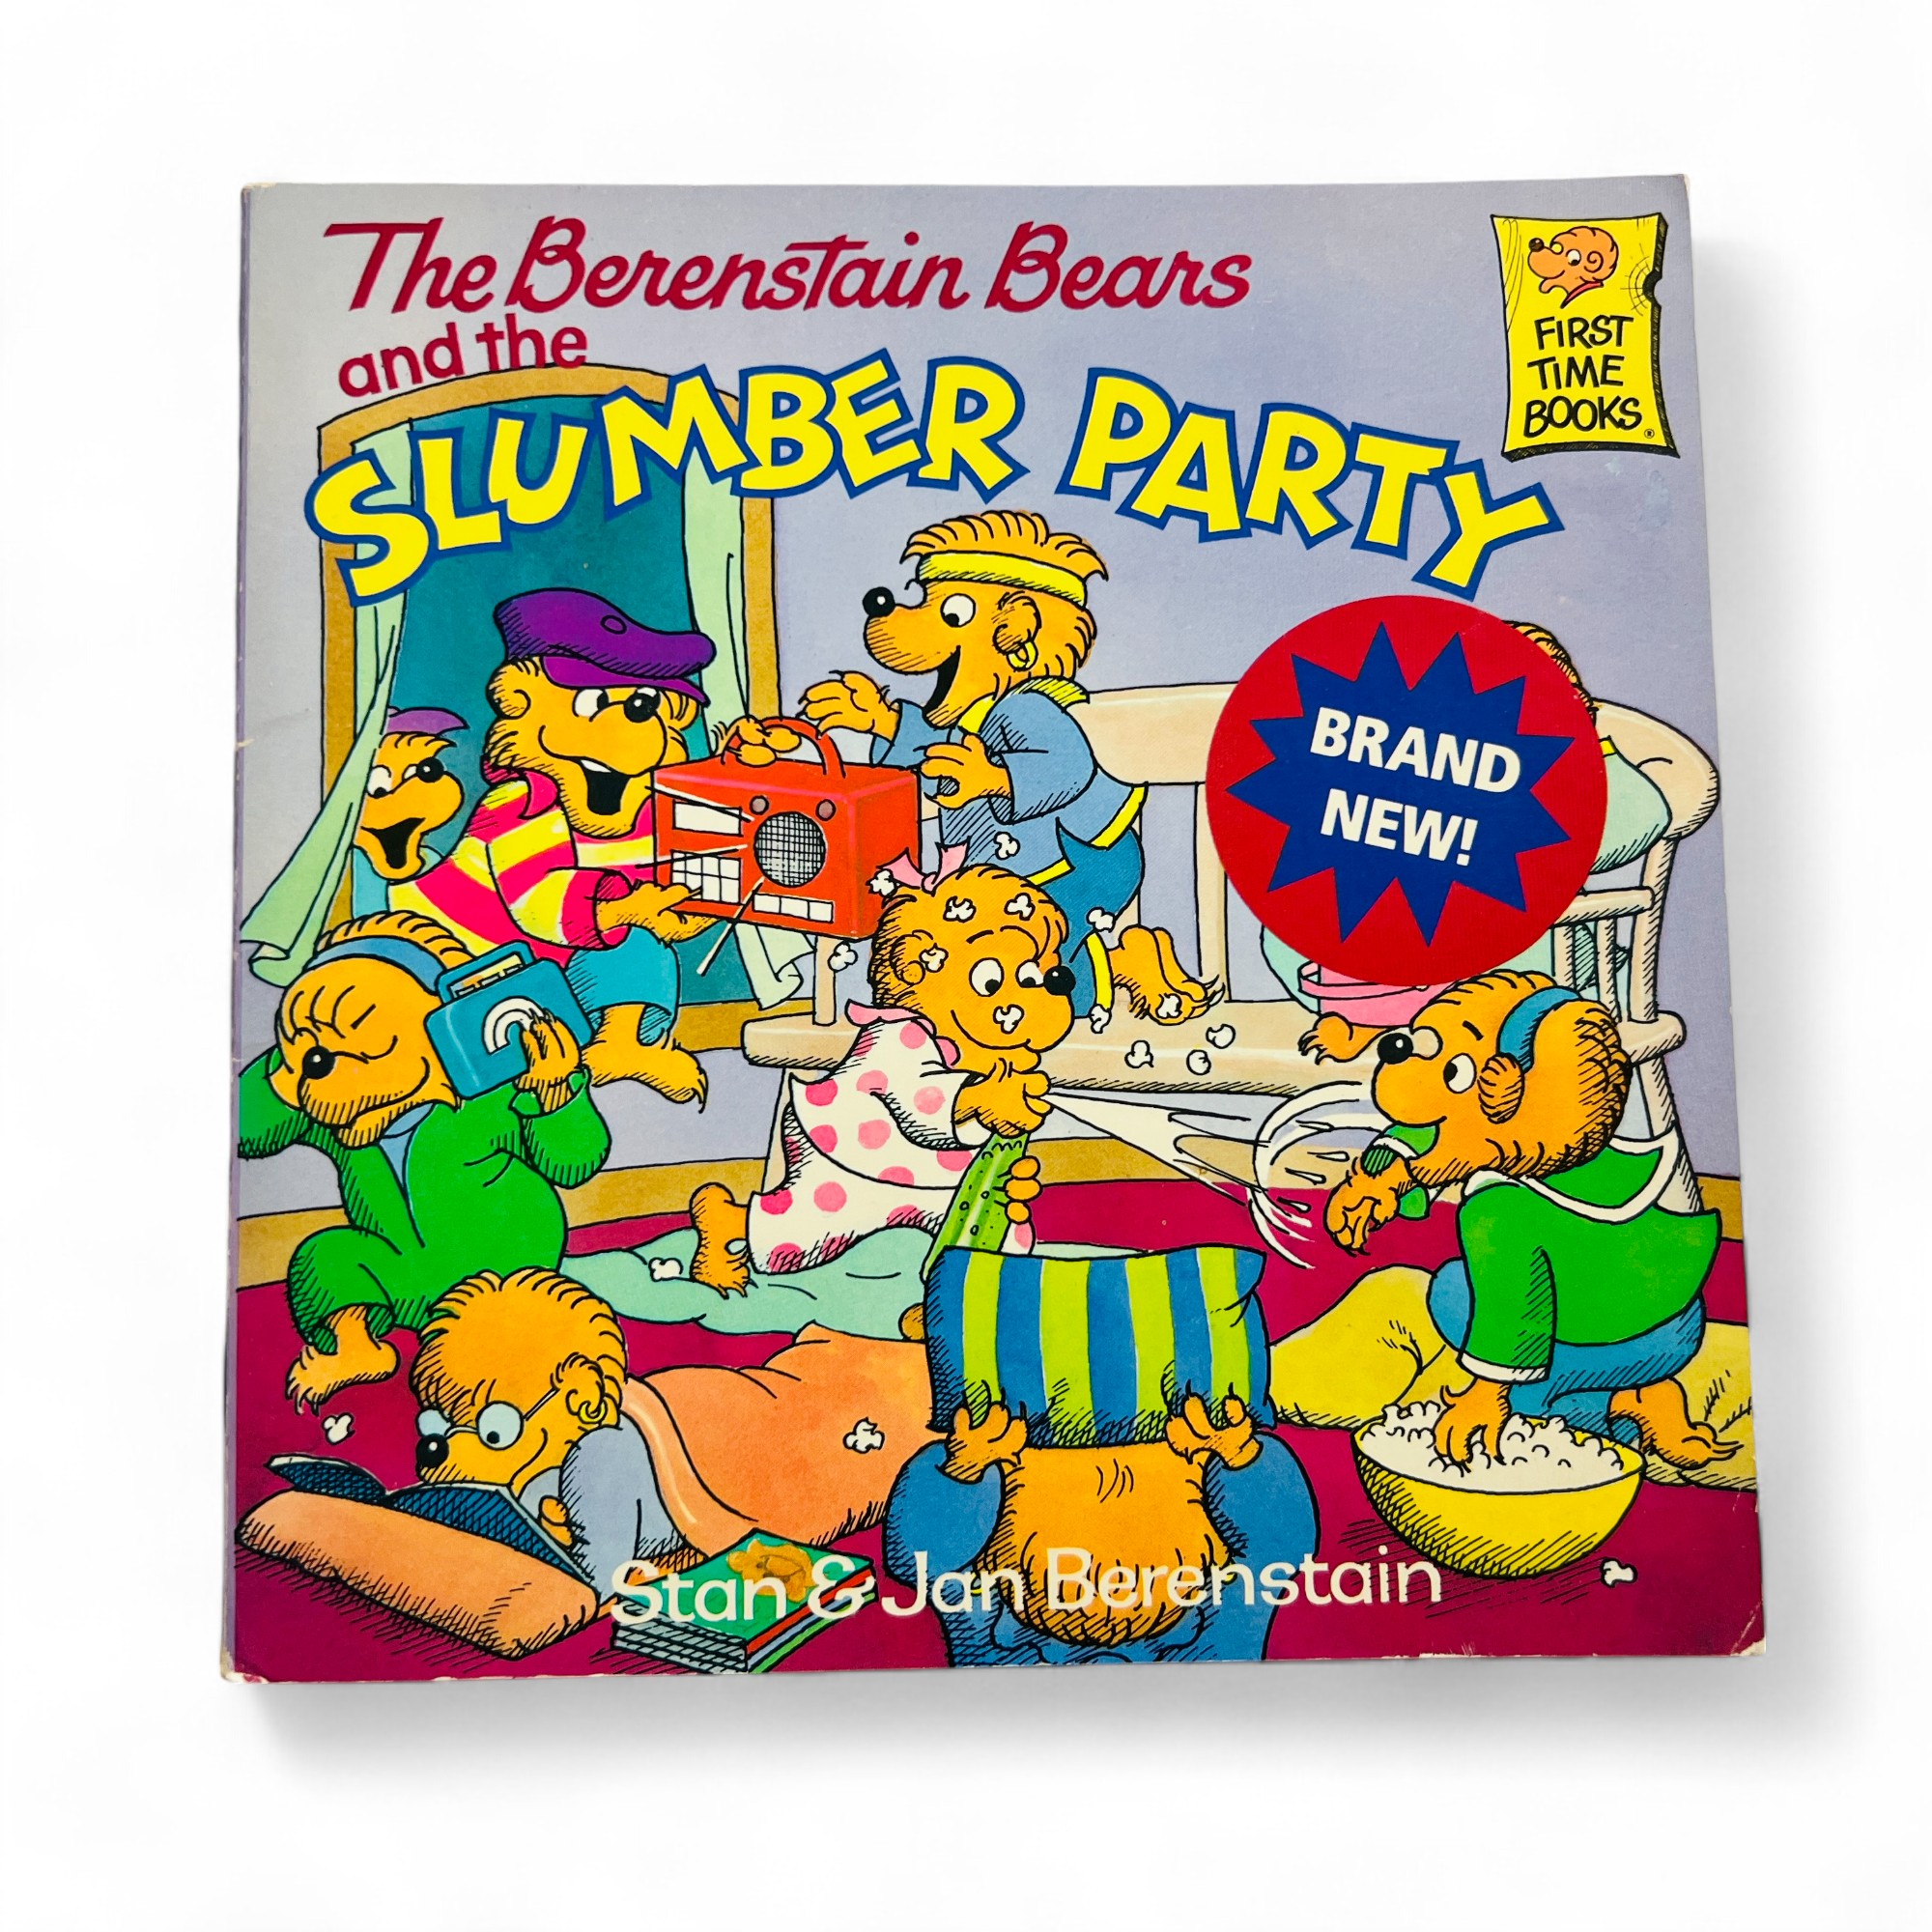 The Berenstain Bears
and the
SLUMBER PARTY
FIRST
TIME
BOOKS®
BRAND
NEW!
Stan & Jan Berenstain